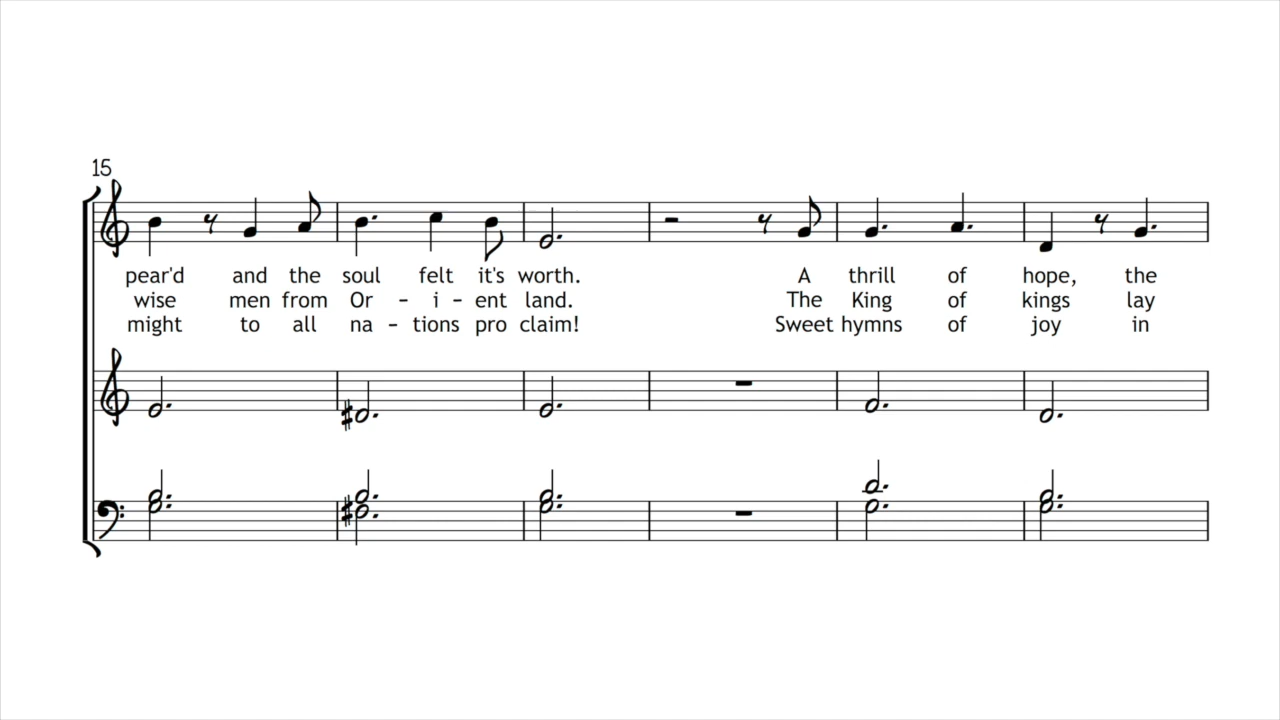 15
pear'd and the soul felt it's worth. A thrill of hope, the
wise men from Or - i - ent land. The King of kings lay
might to all na - tions pro claim! Sweet hymns of joy in